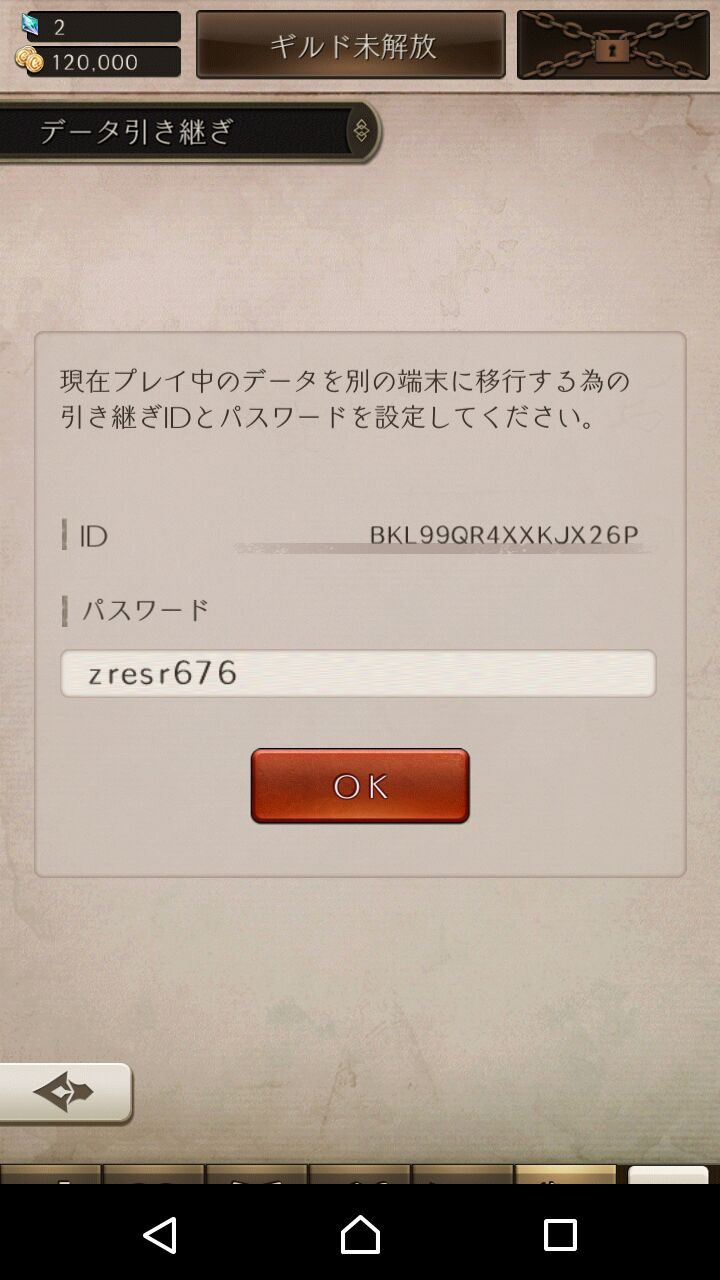 2
120,000
ギルド未解放
データ引き継ぎ
現在プレイ中のデータを別の端末に移行する為の
引き継ぎIDとパスワードを設定してください。
ID
BKL99QR4XXKJX26P
パスワード
zresr676
OK